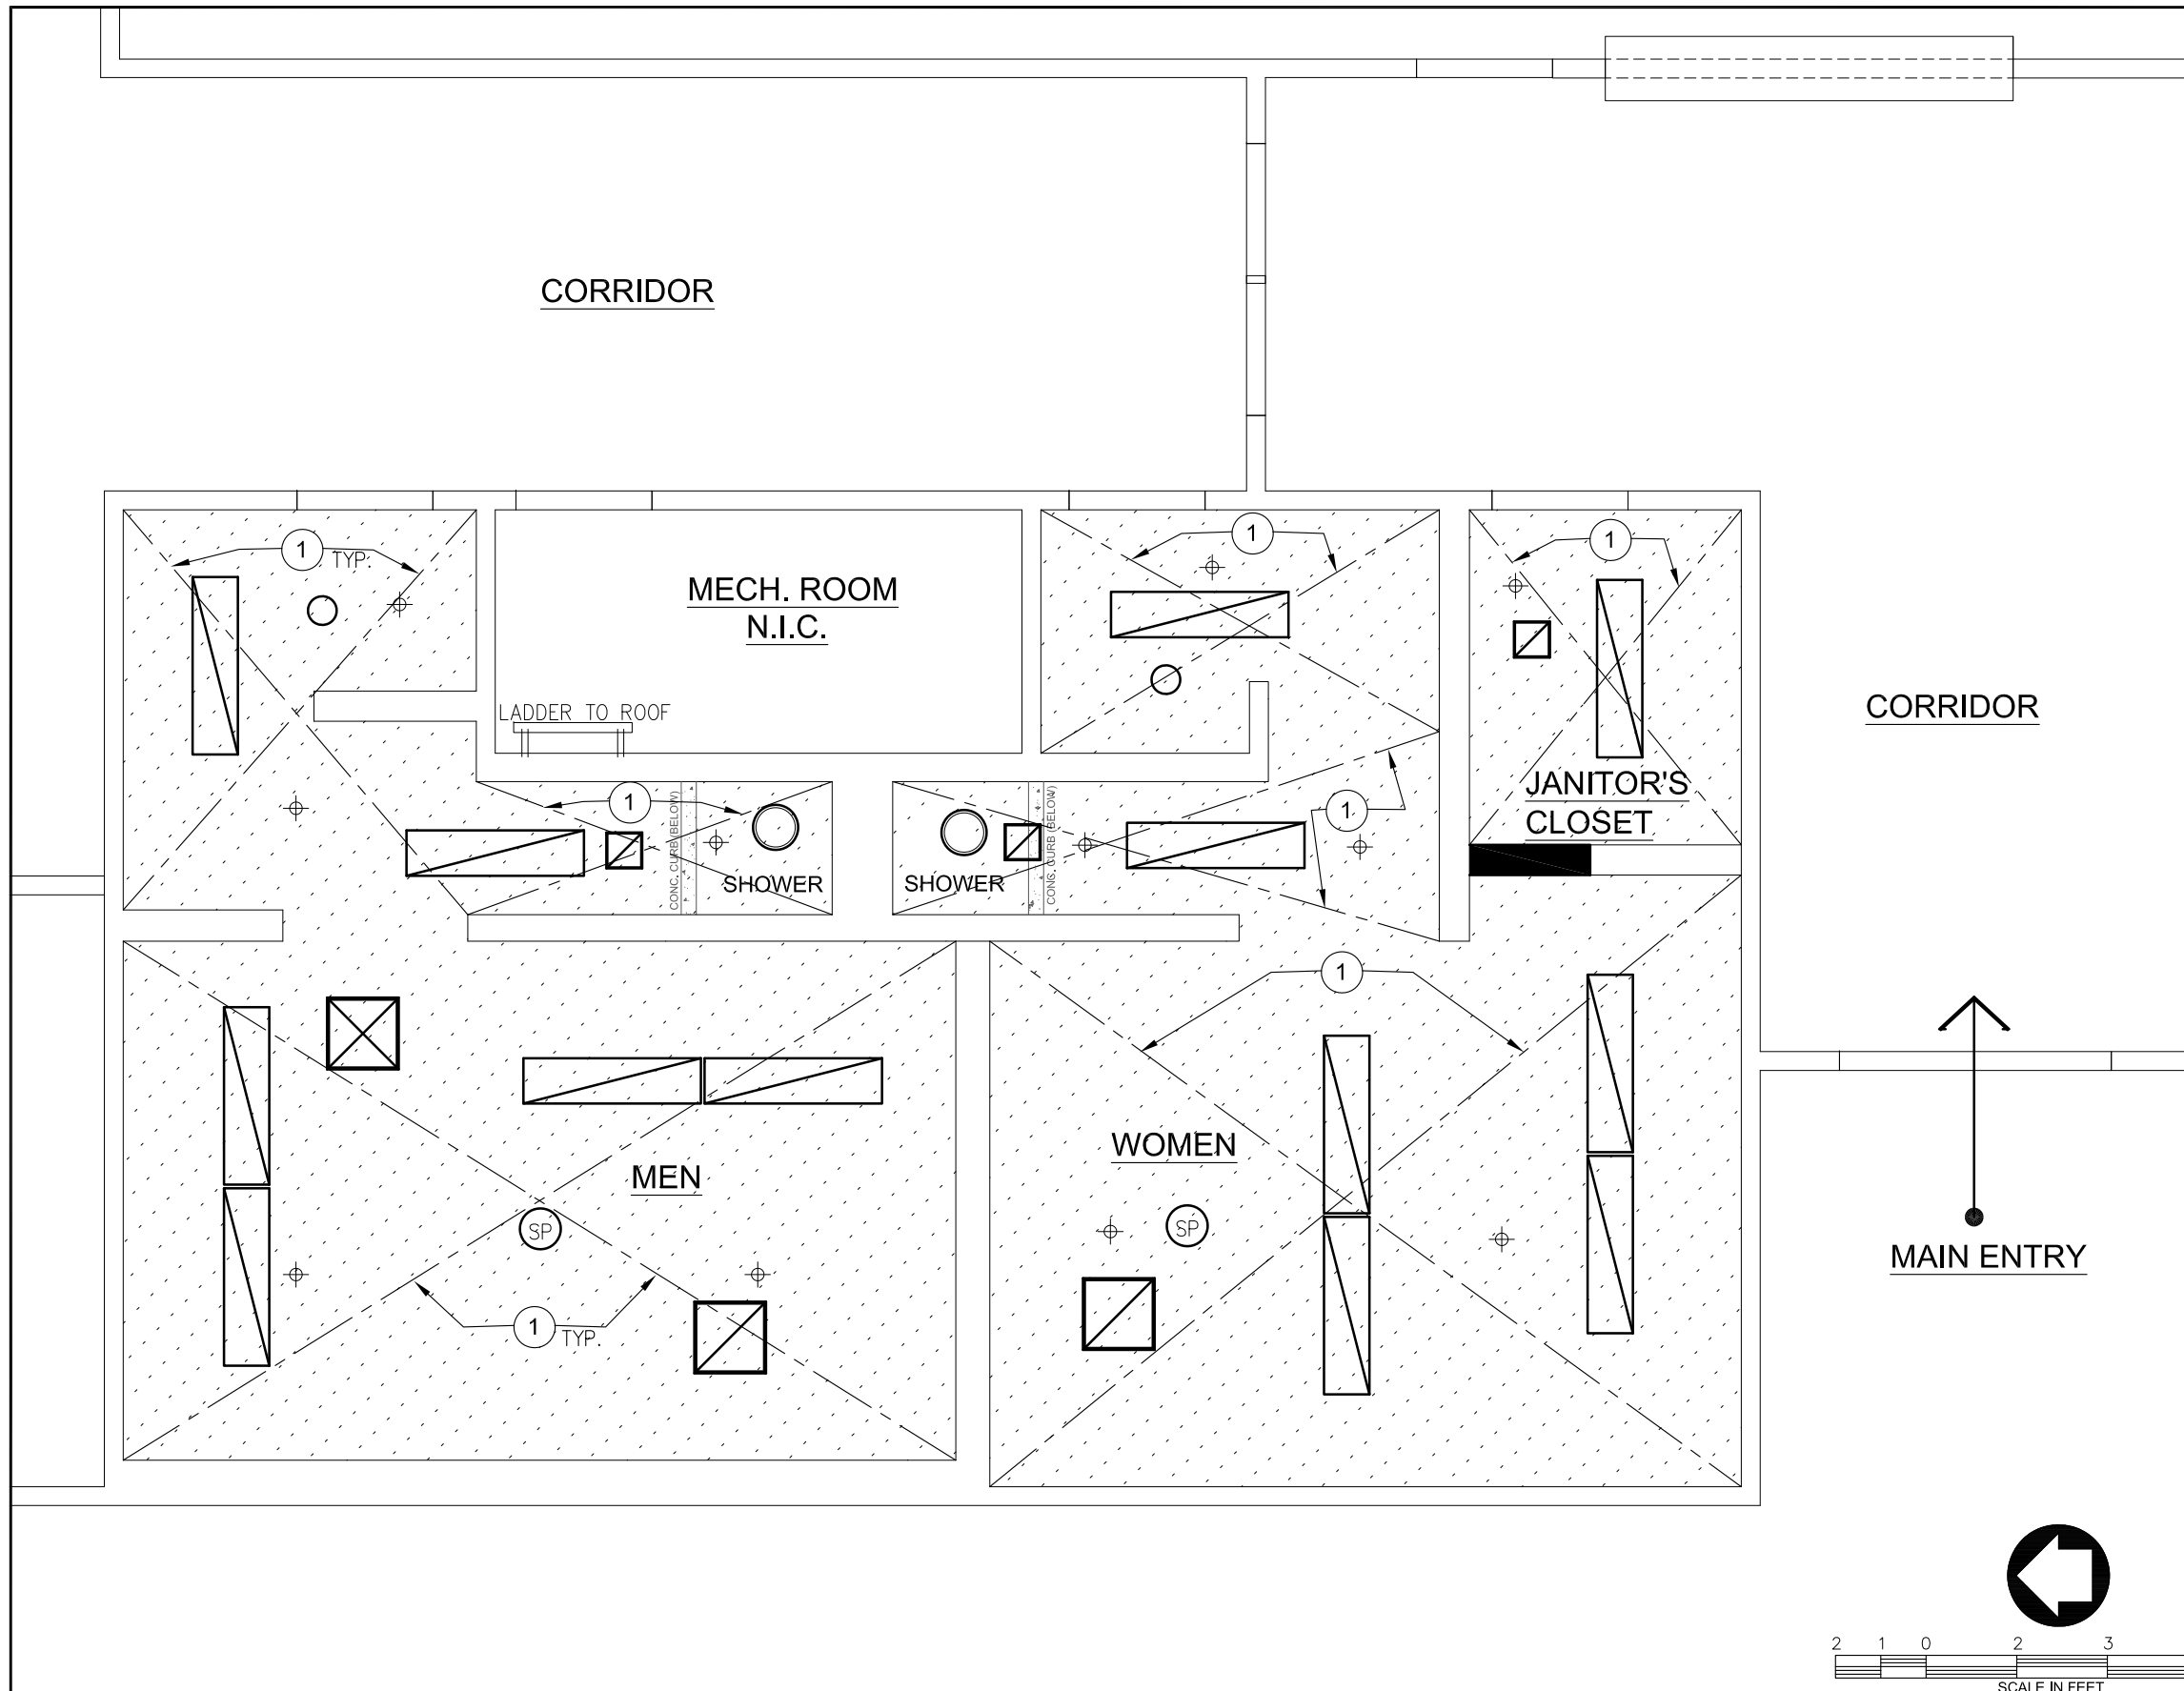 CORRIDOR
1
TYP.
MECH. ROOM
N.I.C.
1
1
LADDER TO ROOF
CORRIDOR
JANITOR'S
CLOSET
1
CONC. CURB (BELOW)
SHOWER
SHOWER
CONC. CURB (BELOW)
1
1
WOMEN
MEN
SP
SP
MAIN ENTRY
1
TYP.
2 1 0 2 3
SCALE IN FEET